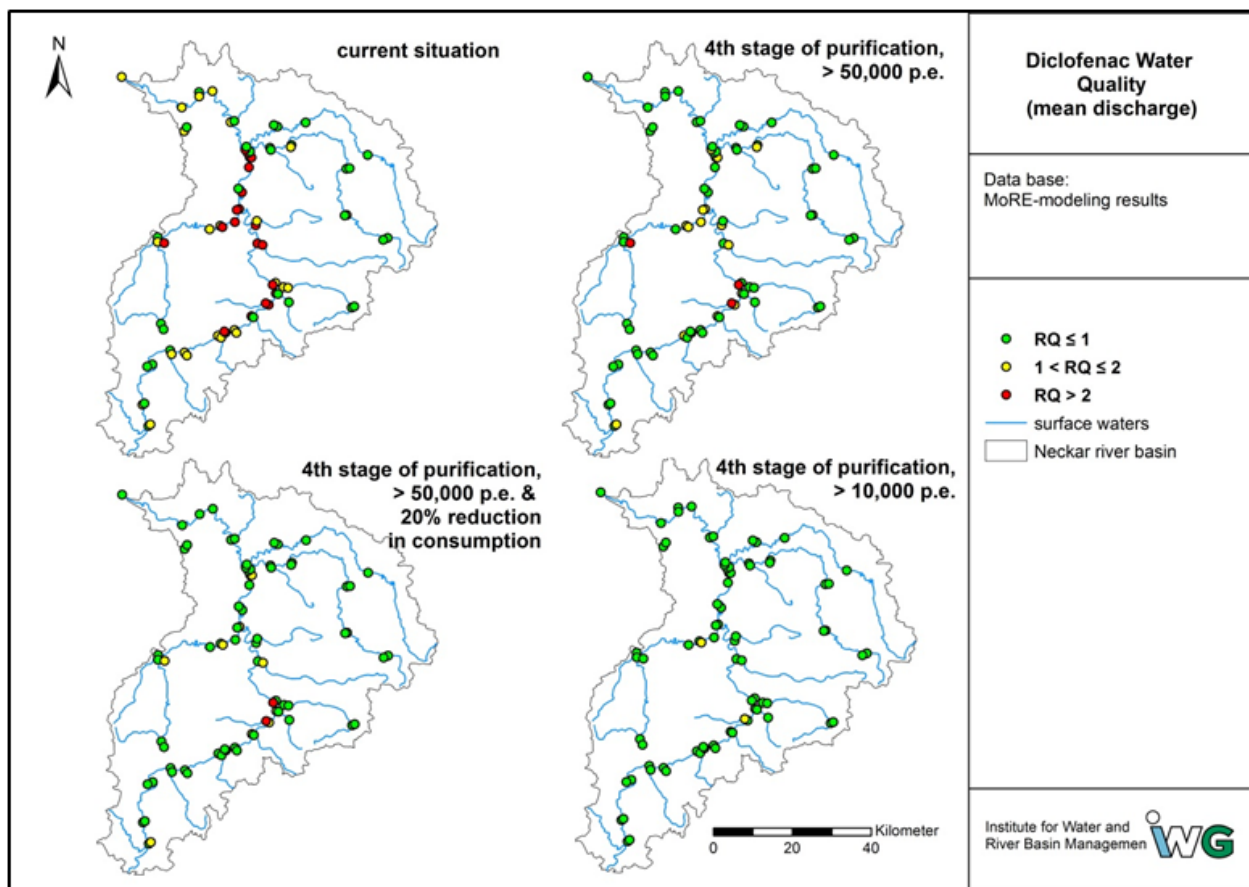 N
current situation
4th stage of purification,
> 50,000 p.e.
4th stage of purification,
> 50,000 p.e. &
20% reduction
in consumption
4th stage of purification,
> 10,000 p.e.
Kilometer
0 20 40
Diclofenac Water
Quality
(mean discharge)
Data base:
MoRE-modeling results
RQ ≤ 1
1 < RQ ≤ 2
RQ > 2
surface waters
Neckar river basin
Institute for Water and
River Basin Managemen
iWG